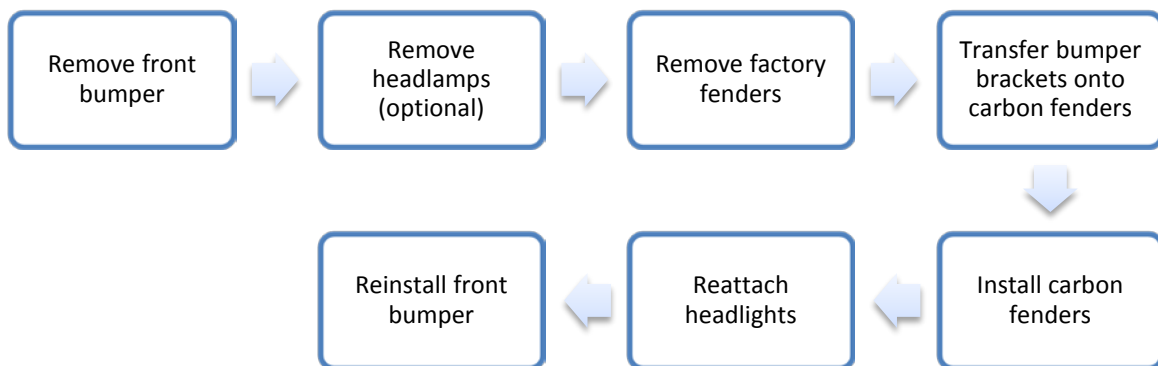 Remove front
bumper
Remove
headlamps
(optional)
Remove factory
fenders
Transfer bumper
brackets onto
carbon fenders
Install carbon
fenders
Reattach
headlights
Reinstall front
bumper